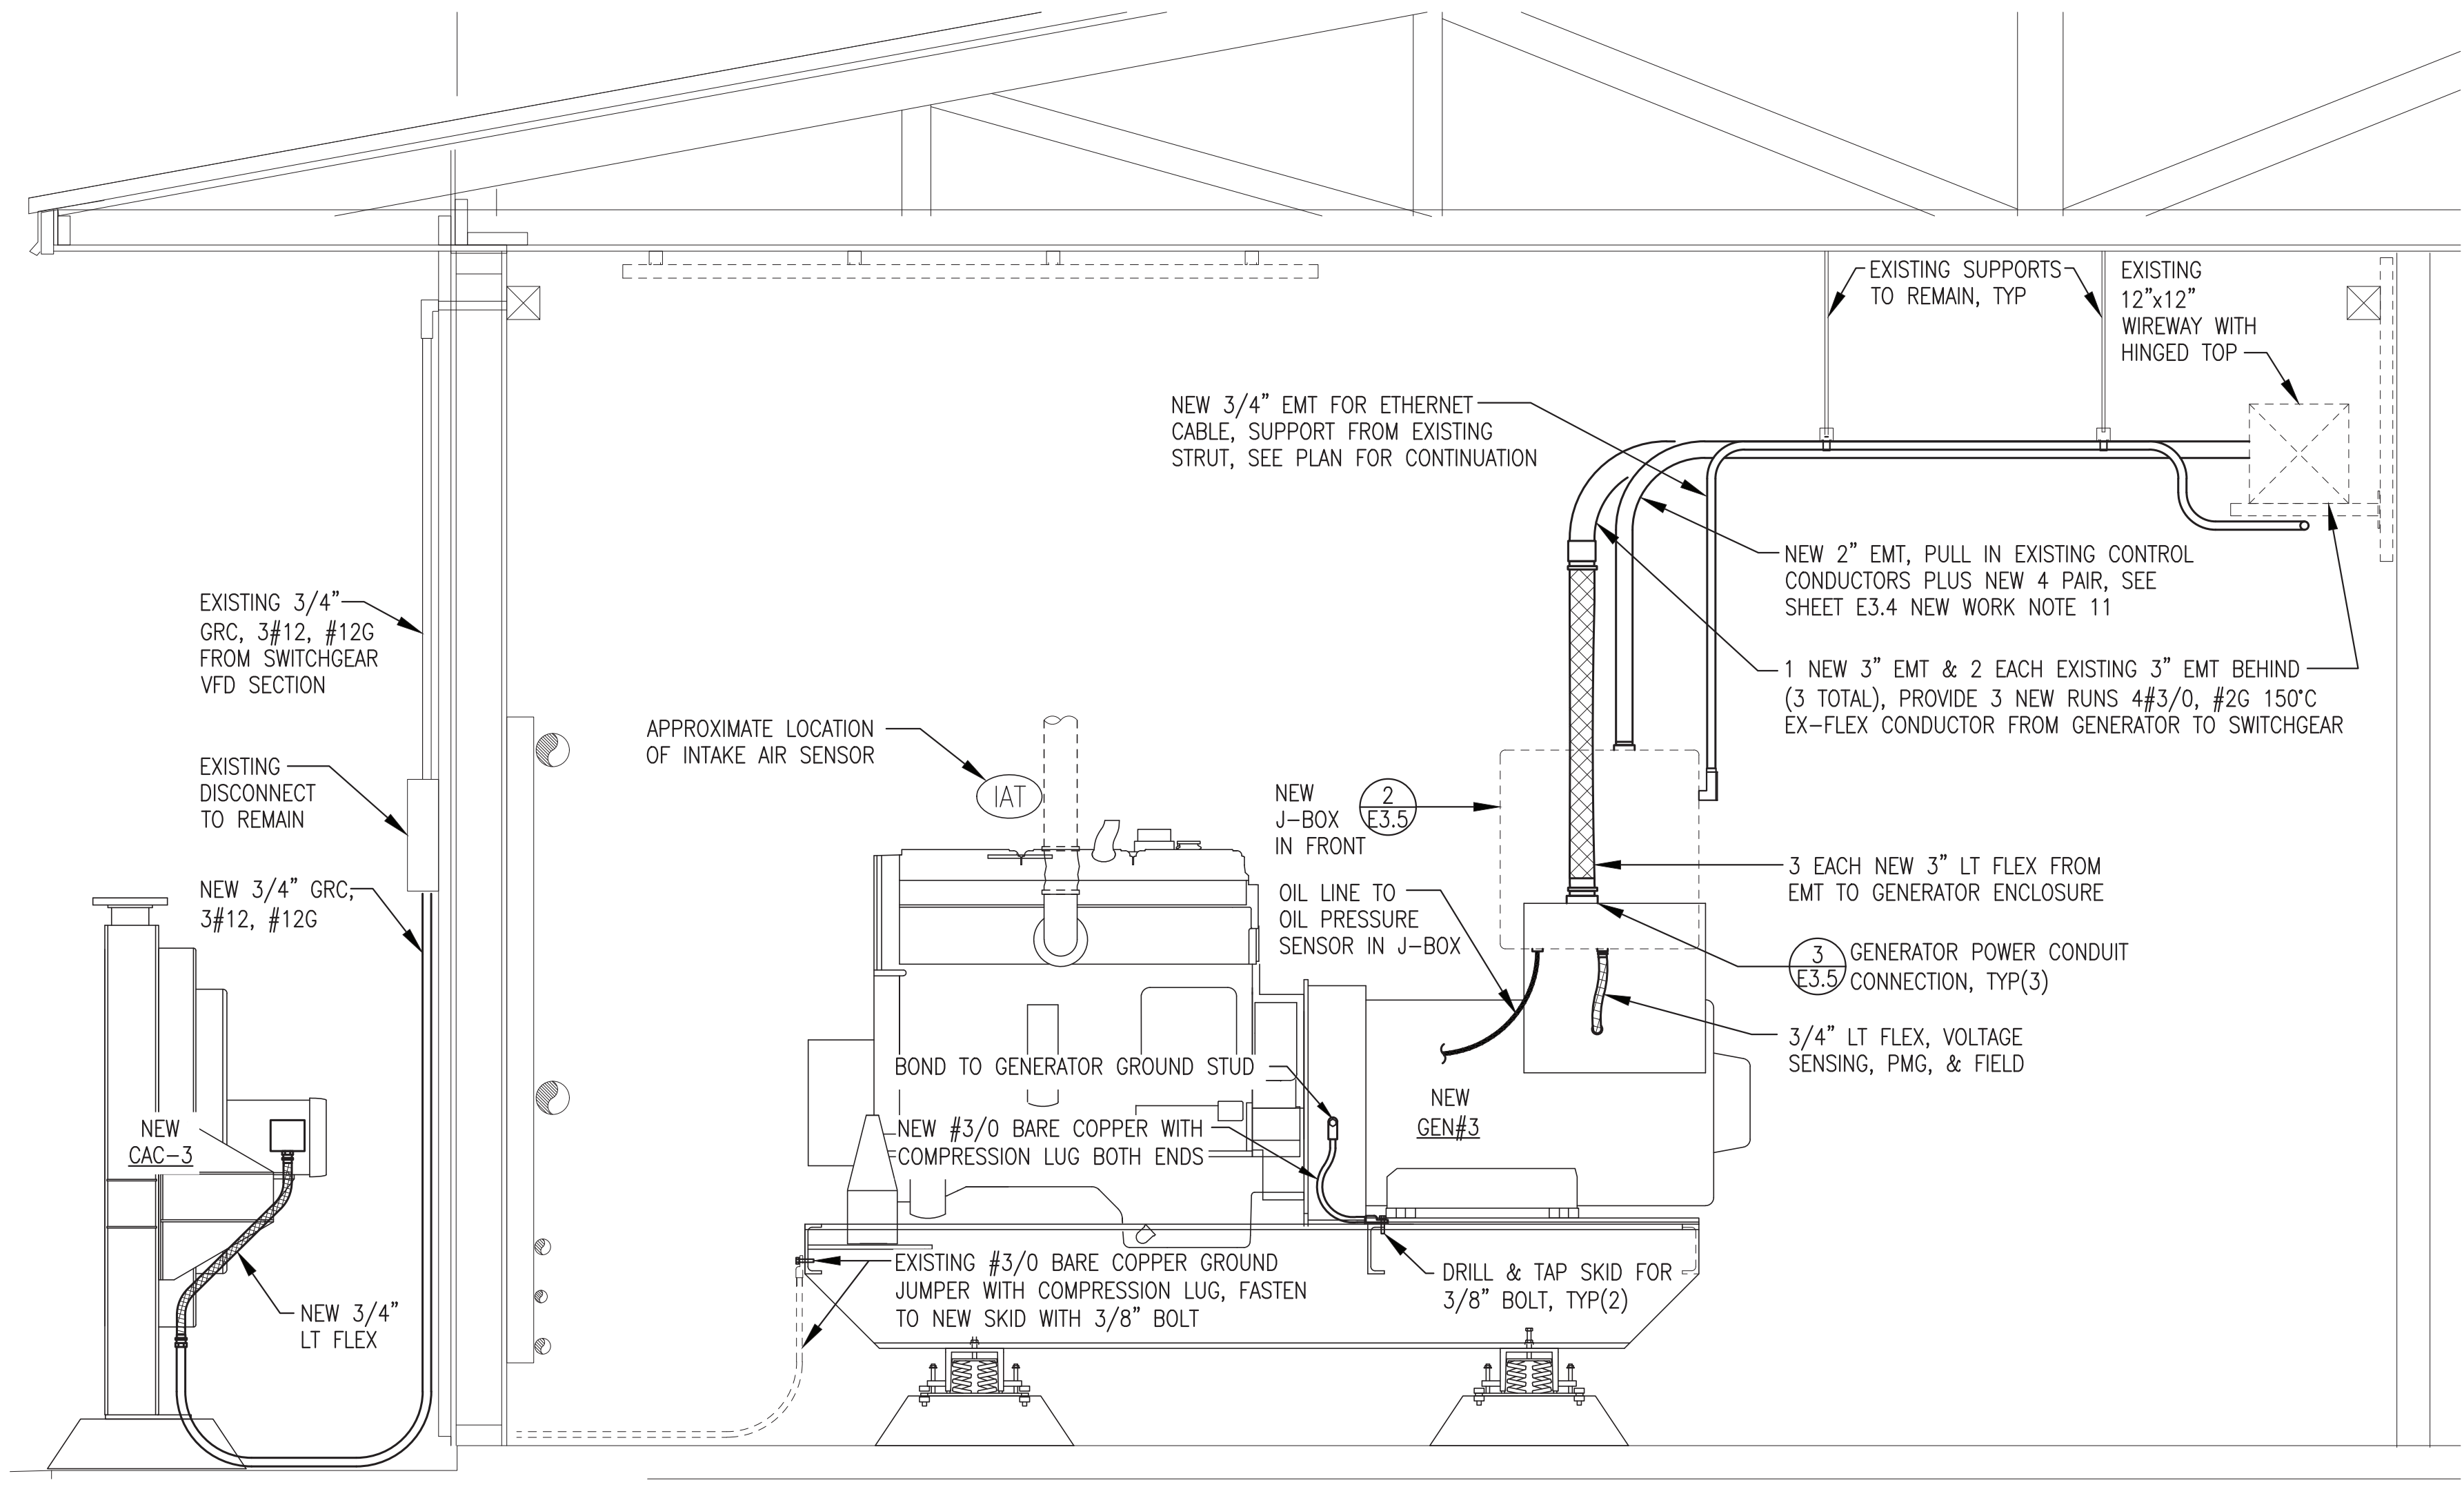 EXISTING SUPPORTS
TO REMAIN, TYP
EXISTING
12"x12"
WIREWAY WITH
HINGED TOP
NEW 3/4" EMT FOR ETHERNET
CABLE, SUPPORT FROM EXISTING
STRUT, SEE PLAN FOR CONTINUATION
NEW 2" EMT, PULL IN EXISTING CONTROL
CONDUCTORS PLUS NEW 4 PAIR, SEE
SHEET E3.4 NEW WORK NOTE 11
EXISTING 3/4"
GRC, 3#12, #12G
FROM SWITCHGEAR
VFD SECTION
1 NEW 3" EMT & 2 EACH EXISTING 3" EMT BEHIND
(3 TOTAL), PROVIDE 3 NEW RUNS 4#3/0, #2G 150°C
EX-FLEX CONDUCTOR FROM GENERATOR TO SWITCHGEAR
APPROXIMATE LOCATION
OF INTAKE AIR SENSOR
IAT
EXISTING
DISCONNECT
TO REMAIN
NEW
J-BOX
IN FRONT
2
E3.5
3 EACH NEW 3" LT FLEX FROM
EMT TO GENERATOR ENCLOSURE
NEW 3/4" GRC,
3#12, #12G
OIL LINE TO
OIL PRESSURE
SENSOR IN J-BOX
3
E3.5
GENERATOR POWER CONDUIT
CONNECTION, TYP(3)
3/4" LT FLEX, VOLTAGE
SENSING, PMG, & FIELD
BOND TO GENERATOR GROUND STUD
NEW
GEN#3
NEW
CAC-3
NEW #3/0 BARE COPPER WITH
COMPRESSION LUG BOTH ENDS
EXISTING #3/0 BARE COPPER GROUND
JUMPER WITH COMPRESSION LUG, FASTEN
TO NEW SKID WITH 3/8" BOLT
DRILL & TAP SKID FOR
3/8" BOLT, TYP(2)
NEW 3/4"
LT FLEX